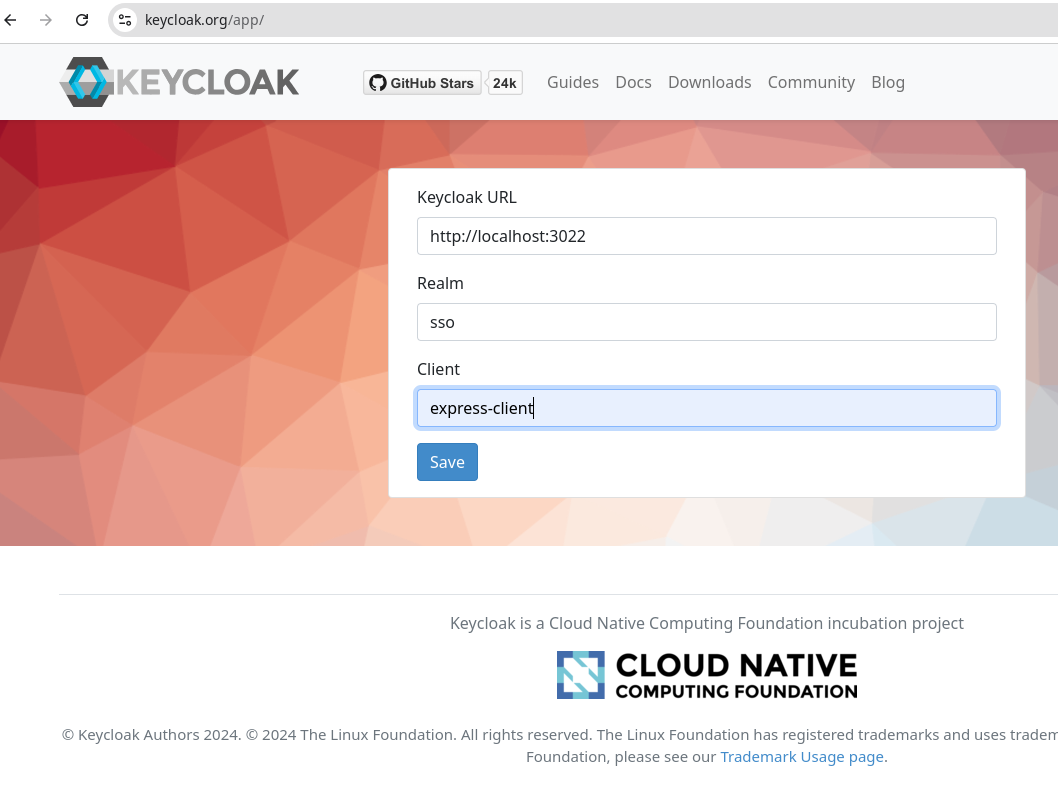 keycloak.org/app/
KEYCLOAK
GitHub Stars 24k Guides Docs Downloads Community Blog
Keycloak URL
http://localhost:3022
Realm
sso
Client
express-client
Save
Keycloak is a Cloud Native Computing Foundation incubation project
CLOUD NATIVE
COMPUTING FOUNDATION
© Keycloak Authors 2024. © 2024 The Linux Foundation. All rights reserved. The Linux Foundation has registered trademarks and uses
Foundation, please see our Trademark Usage page.